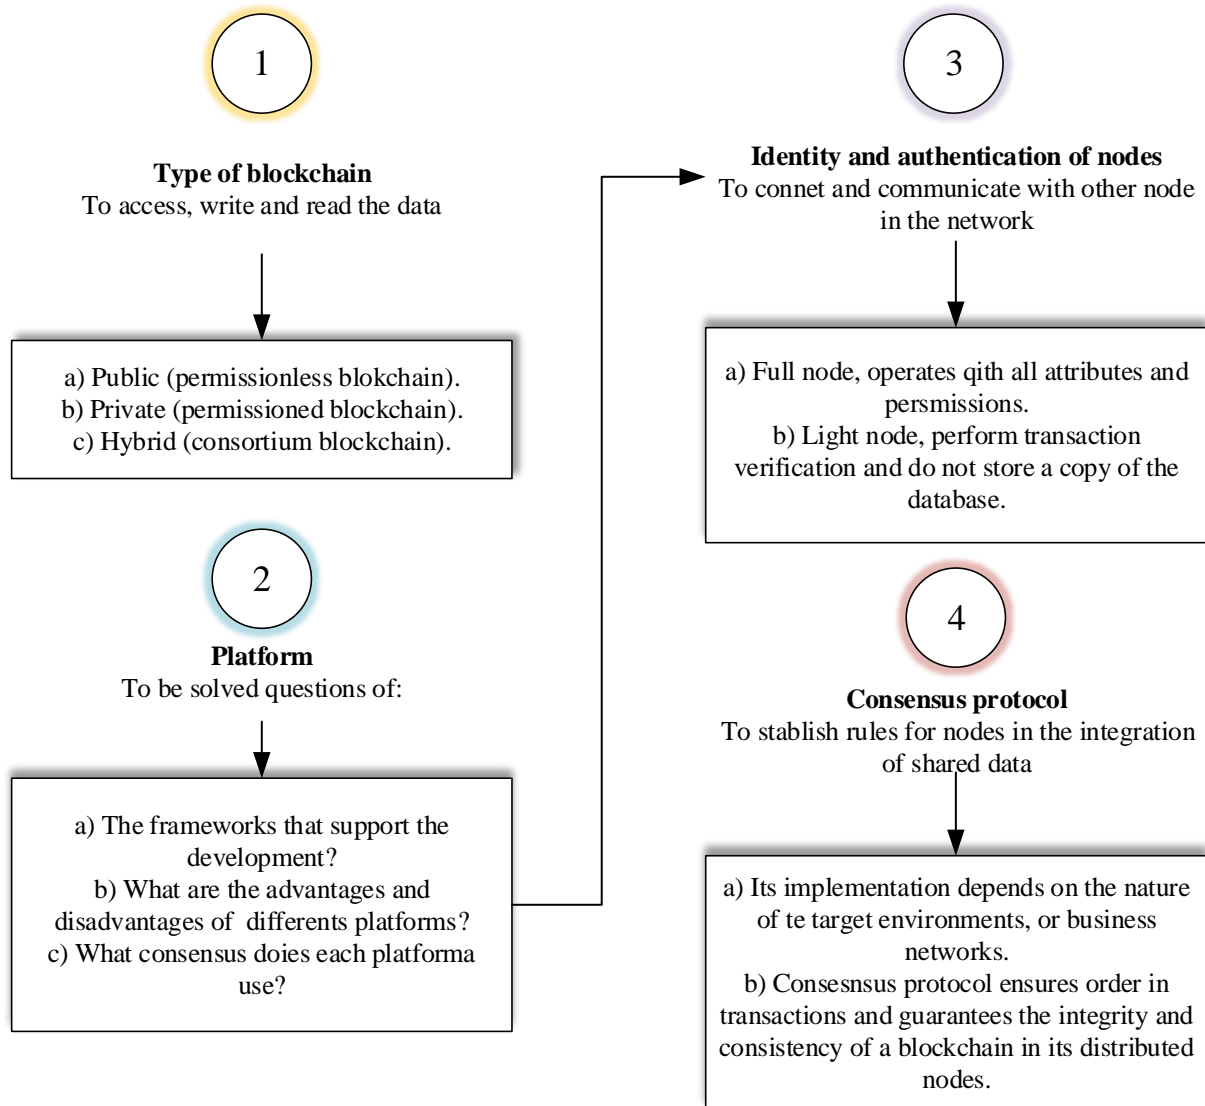 1
Type of blockchain
To access, write and read the data
a) Public (permissionless blokchain).
b) Private (permissioned blockchain).
c) Hybrid (consortium blockchain).
2
Platform
To be solved questions of:
a) The frameworks that support the
development?
b) What are the advantages and
disadvantages of differents platforms?
c) What consensus doies each platforma
use?
3
Identity and authentication of nodes
To connet and communicate with other node
in the network
a) Full node, operates qith all attributes and
persmissions.
b) Light node, perform transaction
verification and do not store a copy of the
database.
4
Consensus protocol
To stablish rules for nodes in the integration
of shared data
a) Its implementation depends on the nature
of te target environments, or business
networks.
b) Consesnsus protocol ensures order in
transactions and guarantees the integrity and
consistency of a blockchain in its distributed
nodes.